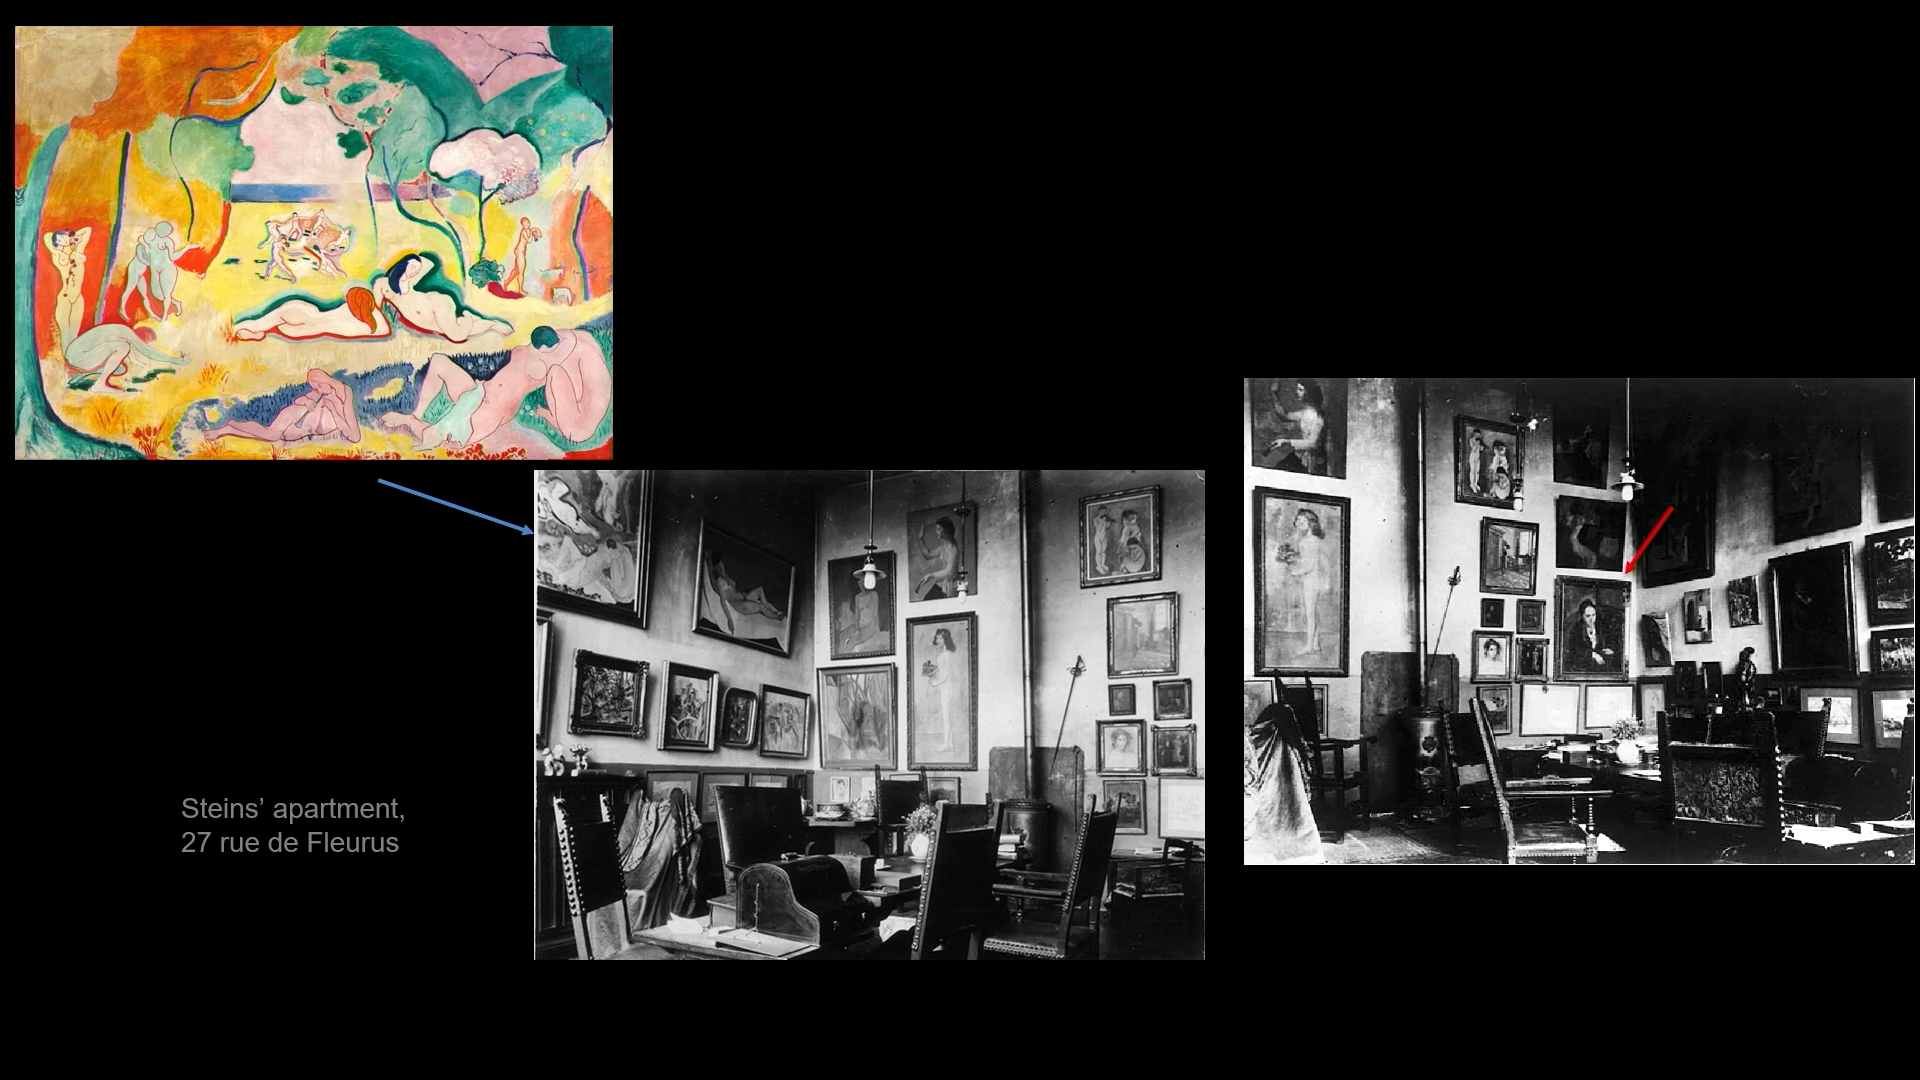 Steins’ apartment,
27 rue de Fleurus